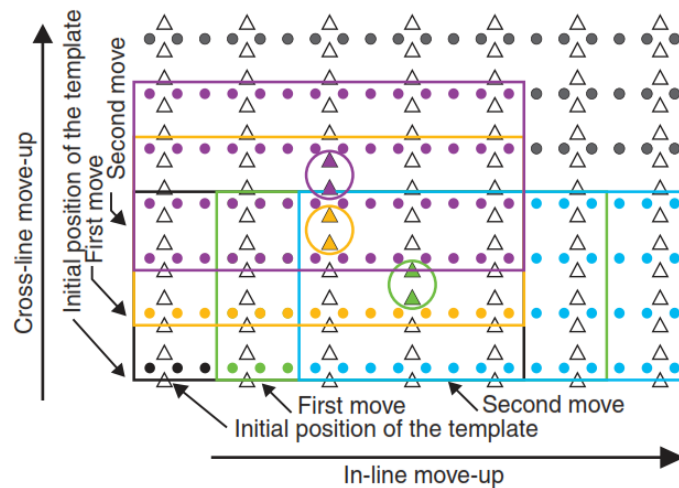 Cross-line move-up
Initial position of the template
First move
Second move
First move
Second move
Initial position of the template
In-line move-up